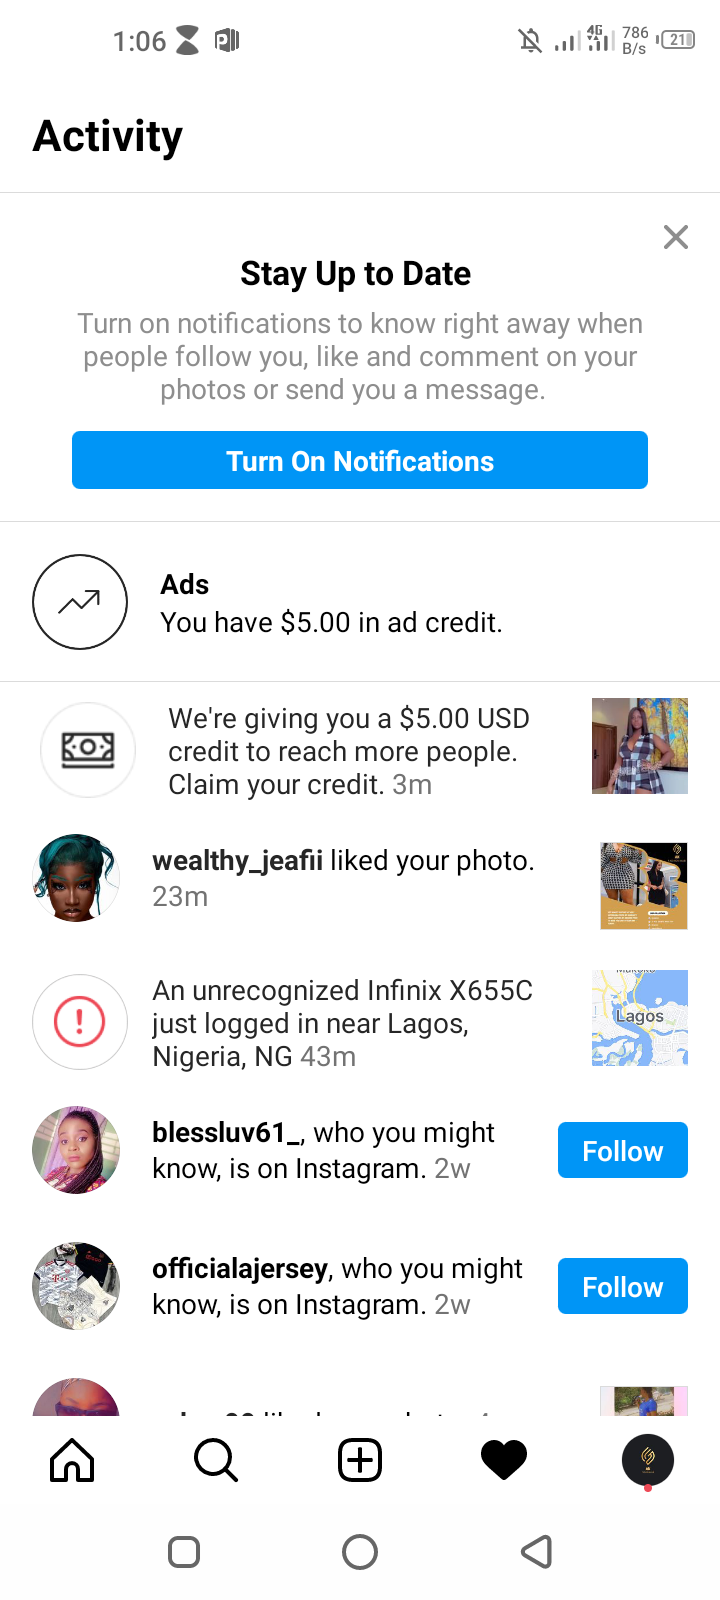 1:06
4G
786
B/s
21
Activity
Stay Up to Date
Turn on notifications to know right away when
people follow you, like and comment on your
photos or send you a message.
Turn On Notifications
Ads
You have $5.00 in ad credit.
We're giving you a $5.00 USD
credit to reach more people.
Claim your credit. 3m
wealthy_jeafii liked your photo.
23m
An unrecognized Infinix X655C
just logged in near Lagos,
Nigeria, NG 43m
Lagos
blessluv61_, who you might
know, is on Instagram. 2w
Follow
officialajersey, who you might
know, is on Instagram. 2w
Follow